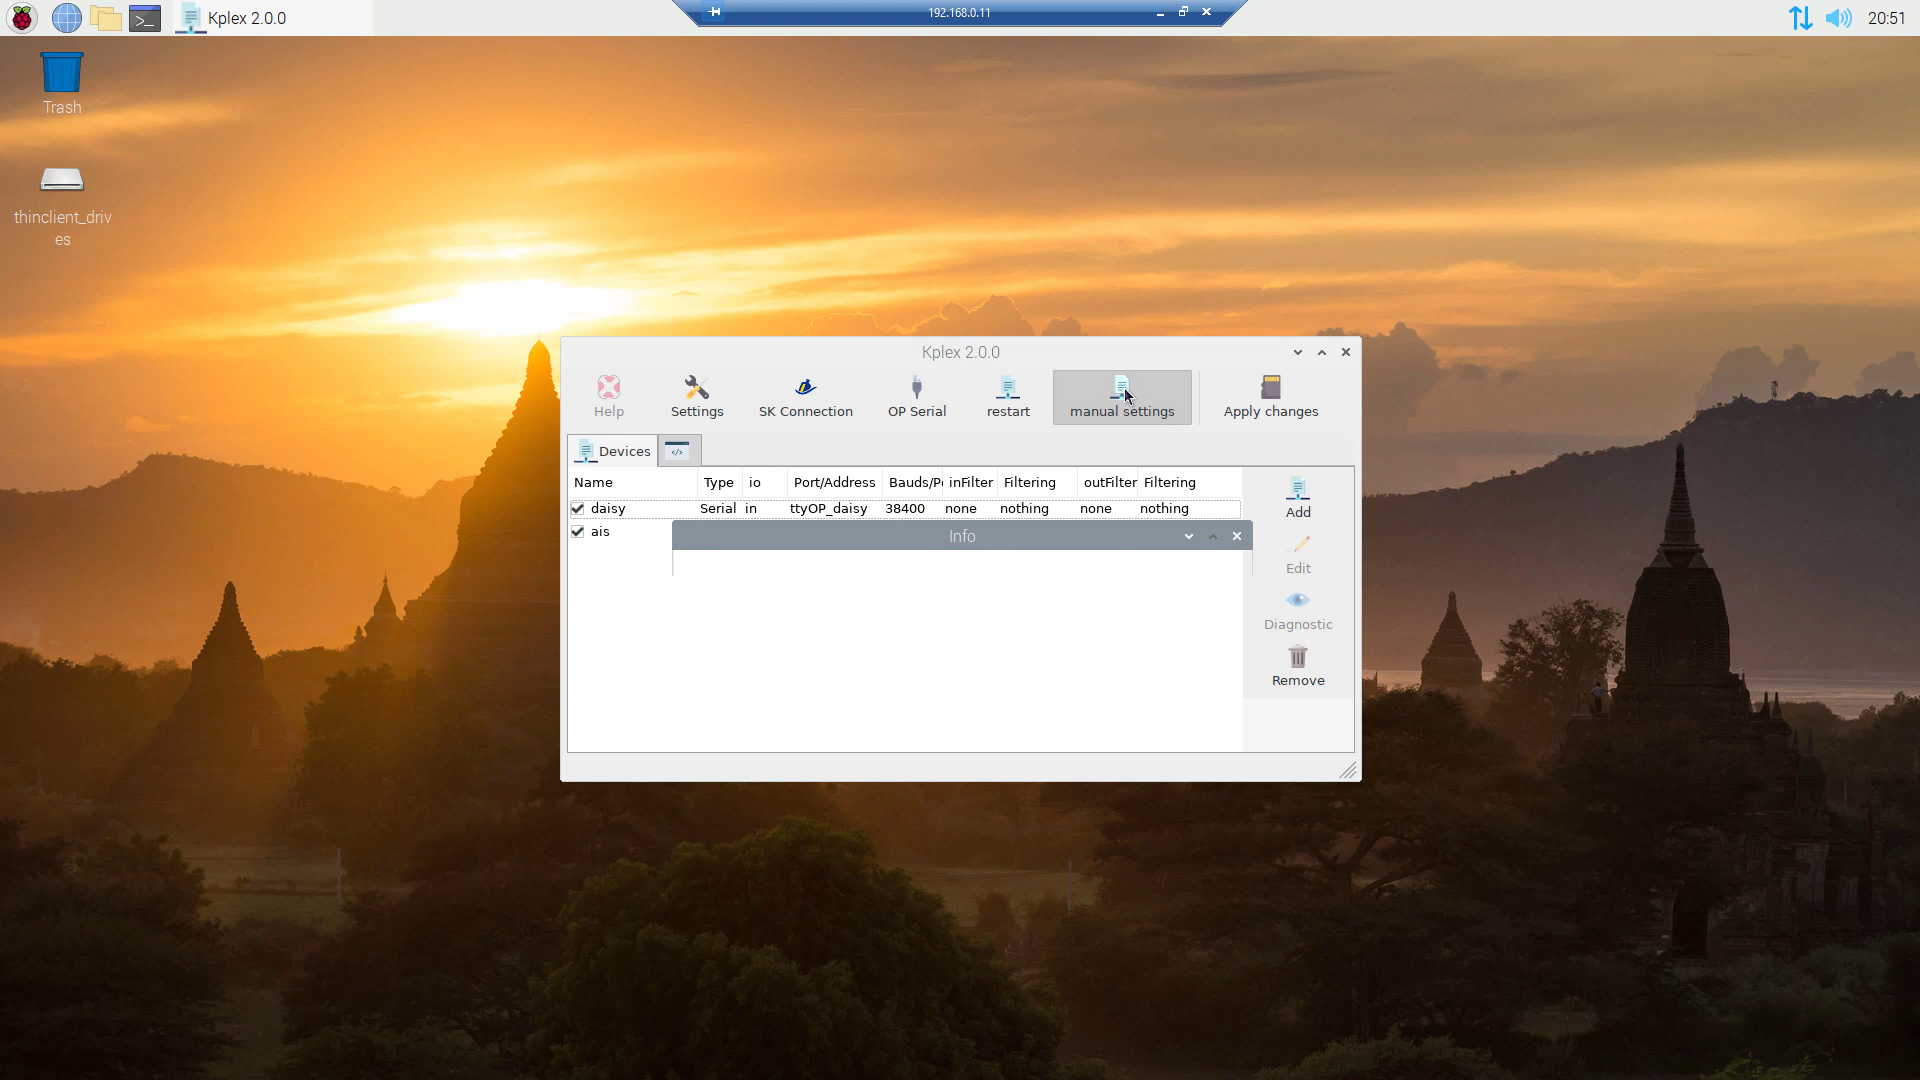 Kplex 2.0.0
192.168.0.11
20:51
Trash
thinclient_driv
es
Kplex 2.0.0
Help
Settings
SK Connection
OP Serial
restart
manual settings
Apply changes
Devices
Name Type io Port/Address Bauds/P inFilter Filtering outFilter Filtering
daisy Serial in ttyOP_daisy 38400 none nothing none nothing
ais
Info
Add
Edit
Diagnostic
Remove